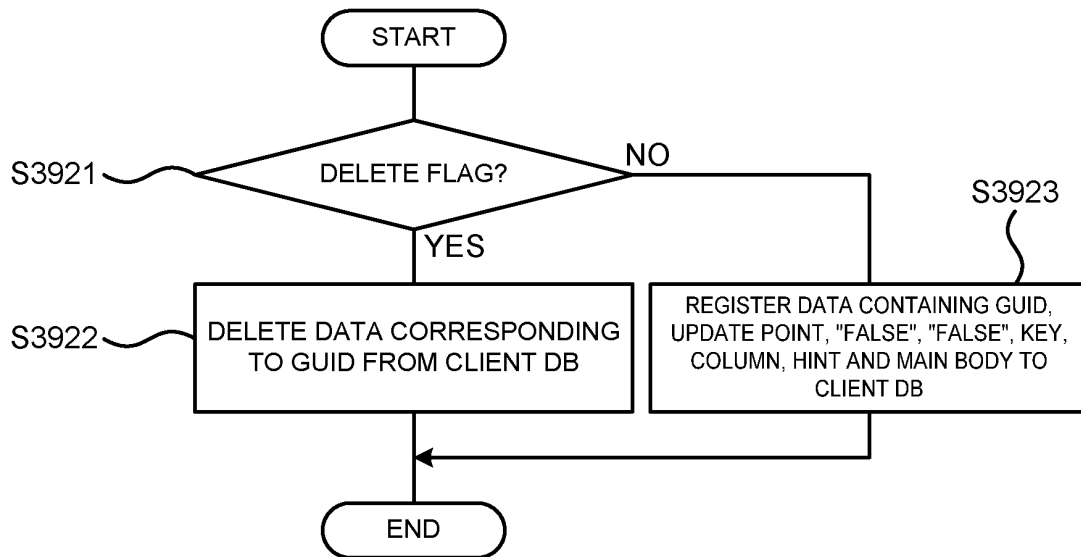 START
S3921
DELETE FLAG?
NO
YES
S3923
S3922
DELETE DATA CORRESPONDING
TO GUID FROM CLIENT DB
REGISTER DATA CONTAINING GUID,
UPDATE POINT, "FALSE", "FALSE", KEY,
COLUMN, HINT AND MAIN BODY TO
CLIENT DB
END